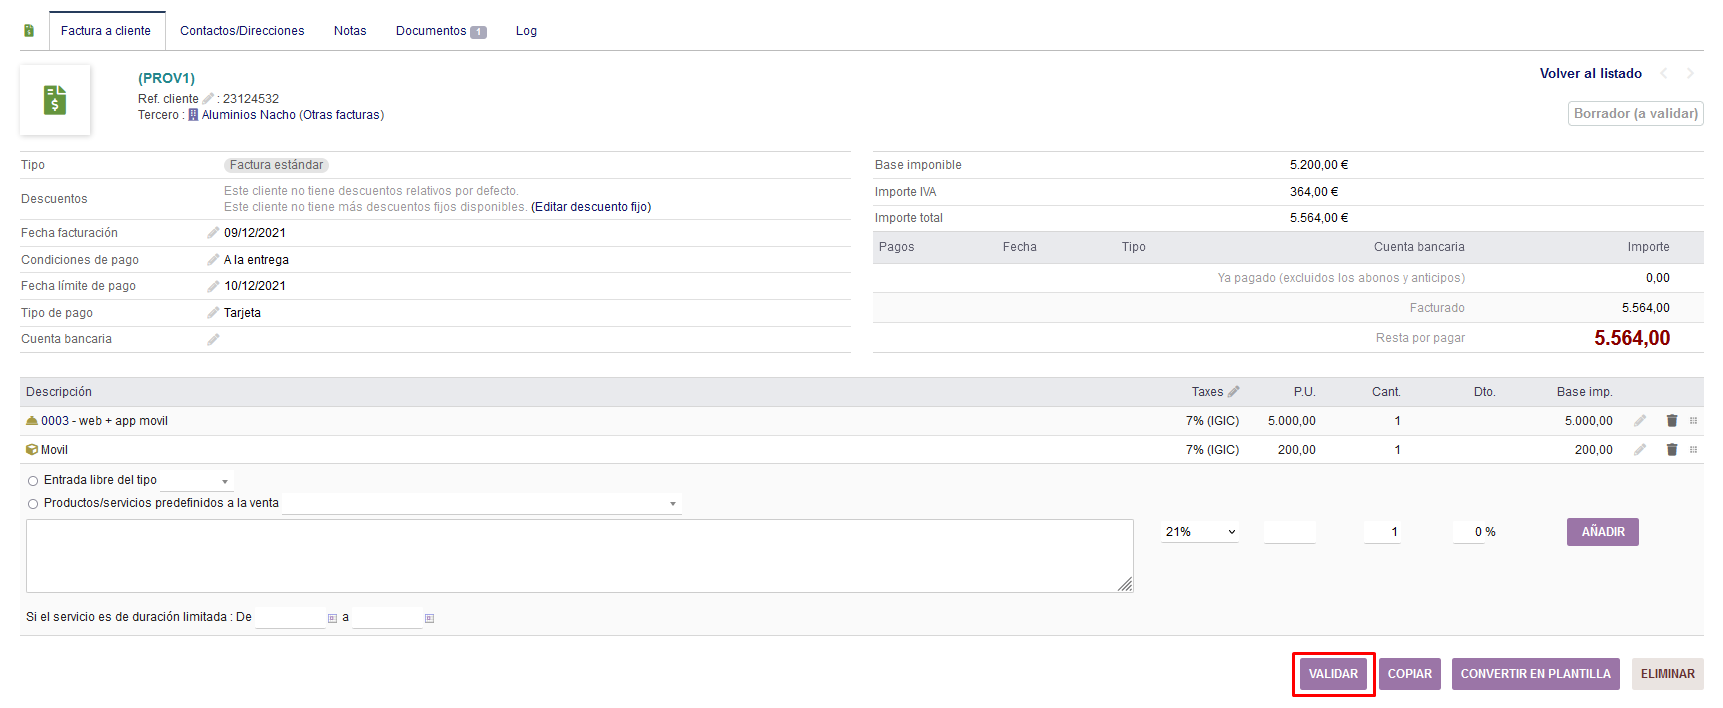 Factura a cliente Contactos/Direcciones Notas Documentos 1 Log
(PROV1) Volver al listado
Ref. cliente : 23124532
Tercero : Aluminios Nacho (Otras facturas)
Borrador (a validar)
Tipo Factura estándar
Descuentos Este cliente no tiene descuentos relativos por defecto.
Este cliente no tiene más descuentos fijos disponibles. (Editar descuento fijo)
Fecha facturación 09/12/2021
Condiciones de pago A la entrega
Fecha límite de pago 10/12/2021
Tipo de pago Tarjeta
Cuenta bancaria
Base imponible 5.200,00 €
Importe IVA 364,00 €
Importe total 5.564,00 €
Pagos Fecha Tipo Cuenta bancaria Importe
Ya pagado (excluidos los abonos y anticipos) 0,00
Facturado 5.564,00
Resta por pagar 5.564,00
Descripción Taxes P.U. Cant. Dto. Base imp.
0003 - web + app movil 7% (IGIC) 5.000,00 1 5.000,00
Movil 7% (IGIC) 200,00 1 200,00
Entrada libre del tipo
Productos/servicios predefinidos a la venta
21% 1 0 % AÑADIR
Si el servicio es de duración limitada : De a
VALIDAR COPIAR CONVERTIR EN PLANTILLA ELIMINAR